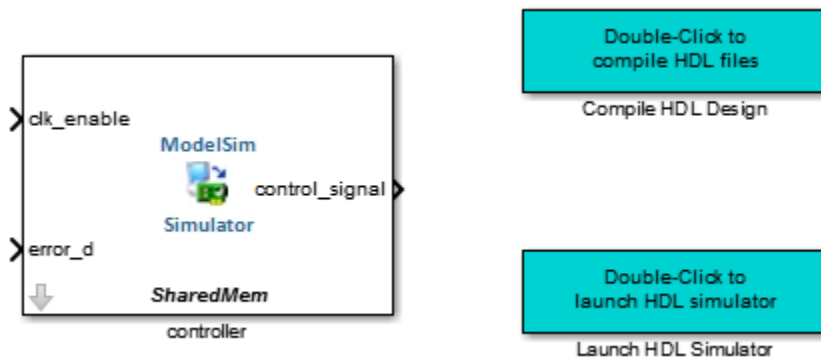 clk_enable
ModelSim
control_signal
Simulator
error_d
SharedMem
controller
Double-Click to
compile HDL files
Compile HDL Design
Double-Click to
launch HDL simulator
Launch HDL Simulator